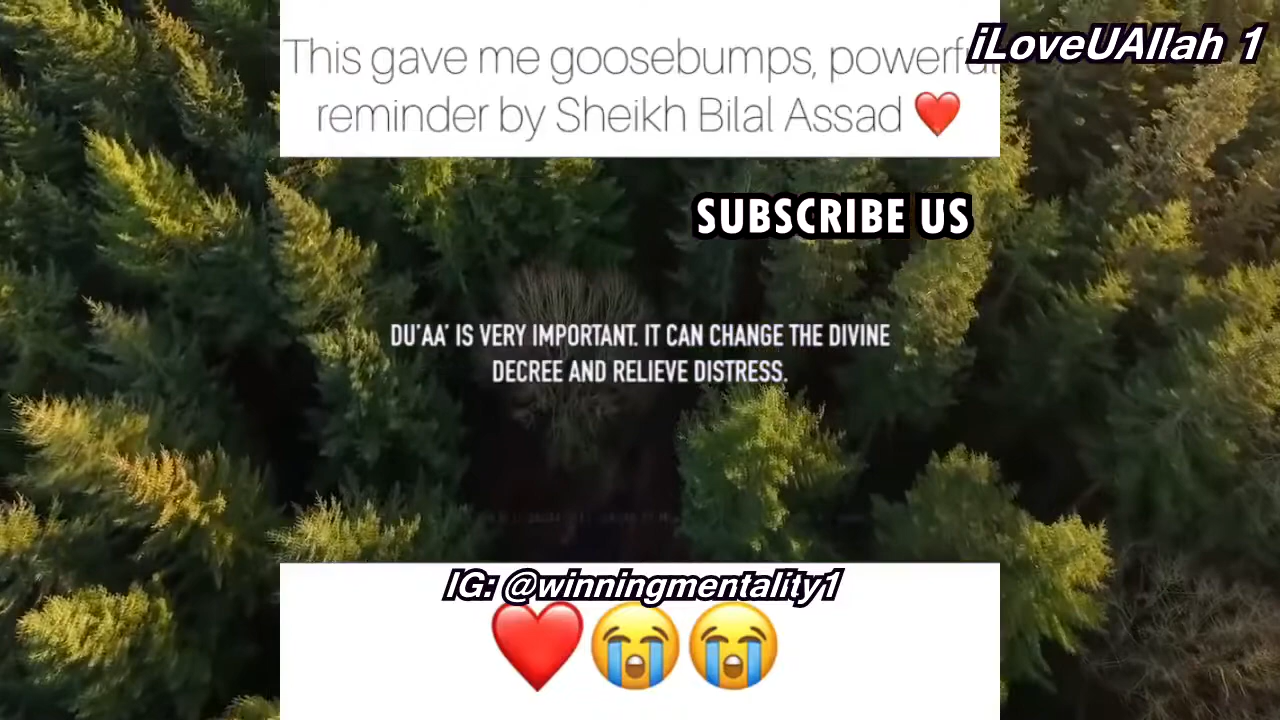 This gave me goosebumps, powerful
reminder by Sheikh Bilal Assad ❤️
iLoveUAllah 1
SUBSCRIBE US
DU'AA' IS VERY IMPORTANT. IT CAN CHANGE THE DIVINE
DECREE AND RELIEVE DISTRESS.
IG: @winningmentality1
❤️😭😭